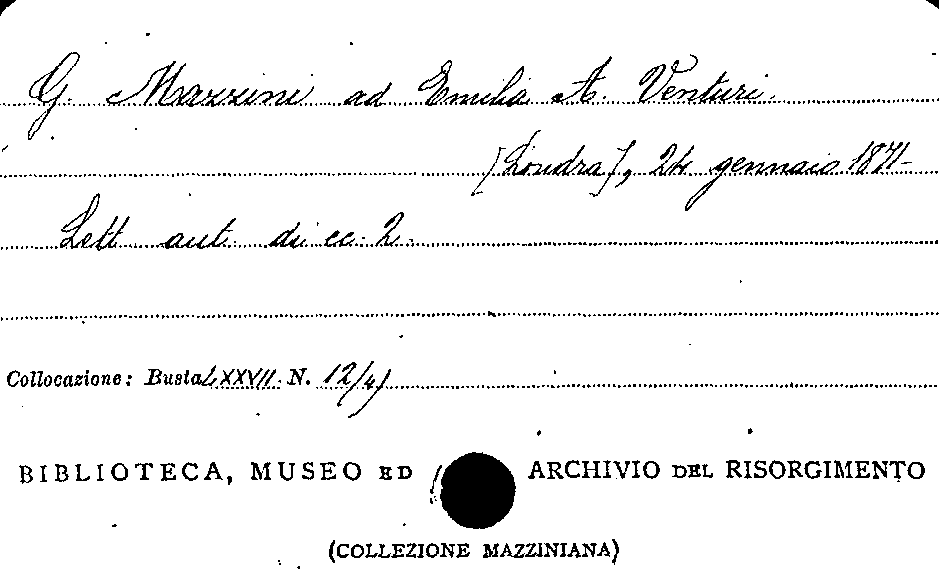 G. Mazzini ad Emilia A. Venturi.
[Londra], 24 gennaio 1871-
Lett. aut. di cc. 2.
Collocazione: Busta LXXVII. N. 12/4)
BIBLIOTECA, MUSEO ED ARCHIVIO DEL RISORGIMENTO
(COLLEZIONE MAZZINIANA)